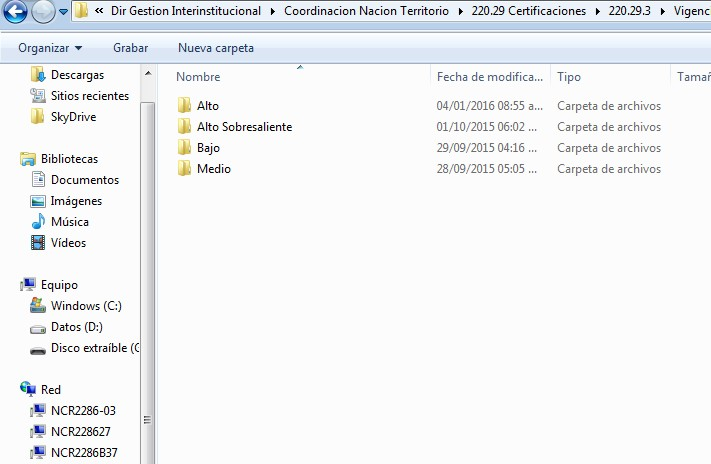 « Dir Gestion Interinstitucional ▸ Coordinacion Nacion Territorio ▸ 220.29 Certificaciones ▸ 220.29.3 ▸ Vigenc
Organizar Grabar Nueva carpeta
Descargas
Sitios recientes
SkyDrive
Bibliotecas
Documentos
Imágenes
Música
Vídeos
Equipo
Windows (C:)
Datos (D:)
Disco extraíble (
Red
NCR2286-03
NCR228627
NCR2286B37
Nombre Fecha de modifica... Tipo Tamañ
Alto 04/01/2016 08:55 a... Carpeta de archivos
Alto Sobresaliente 01/10/2015 06:02 ... Carpeta de archivos
Bajo 29/09/2015 04:16 ... Carpeta de archivos
Medio 28/09/2015 05:05 ... Carpeta de archivos